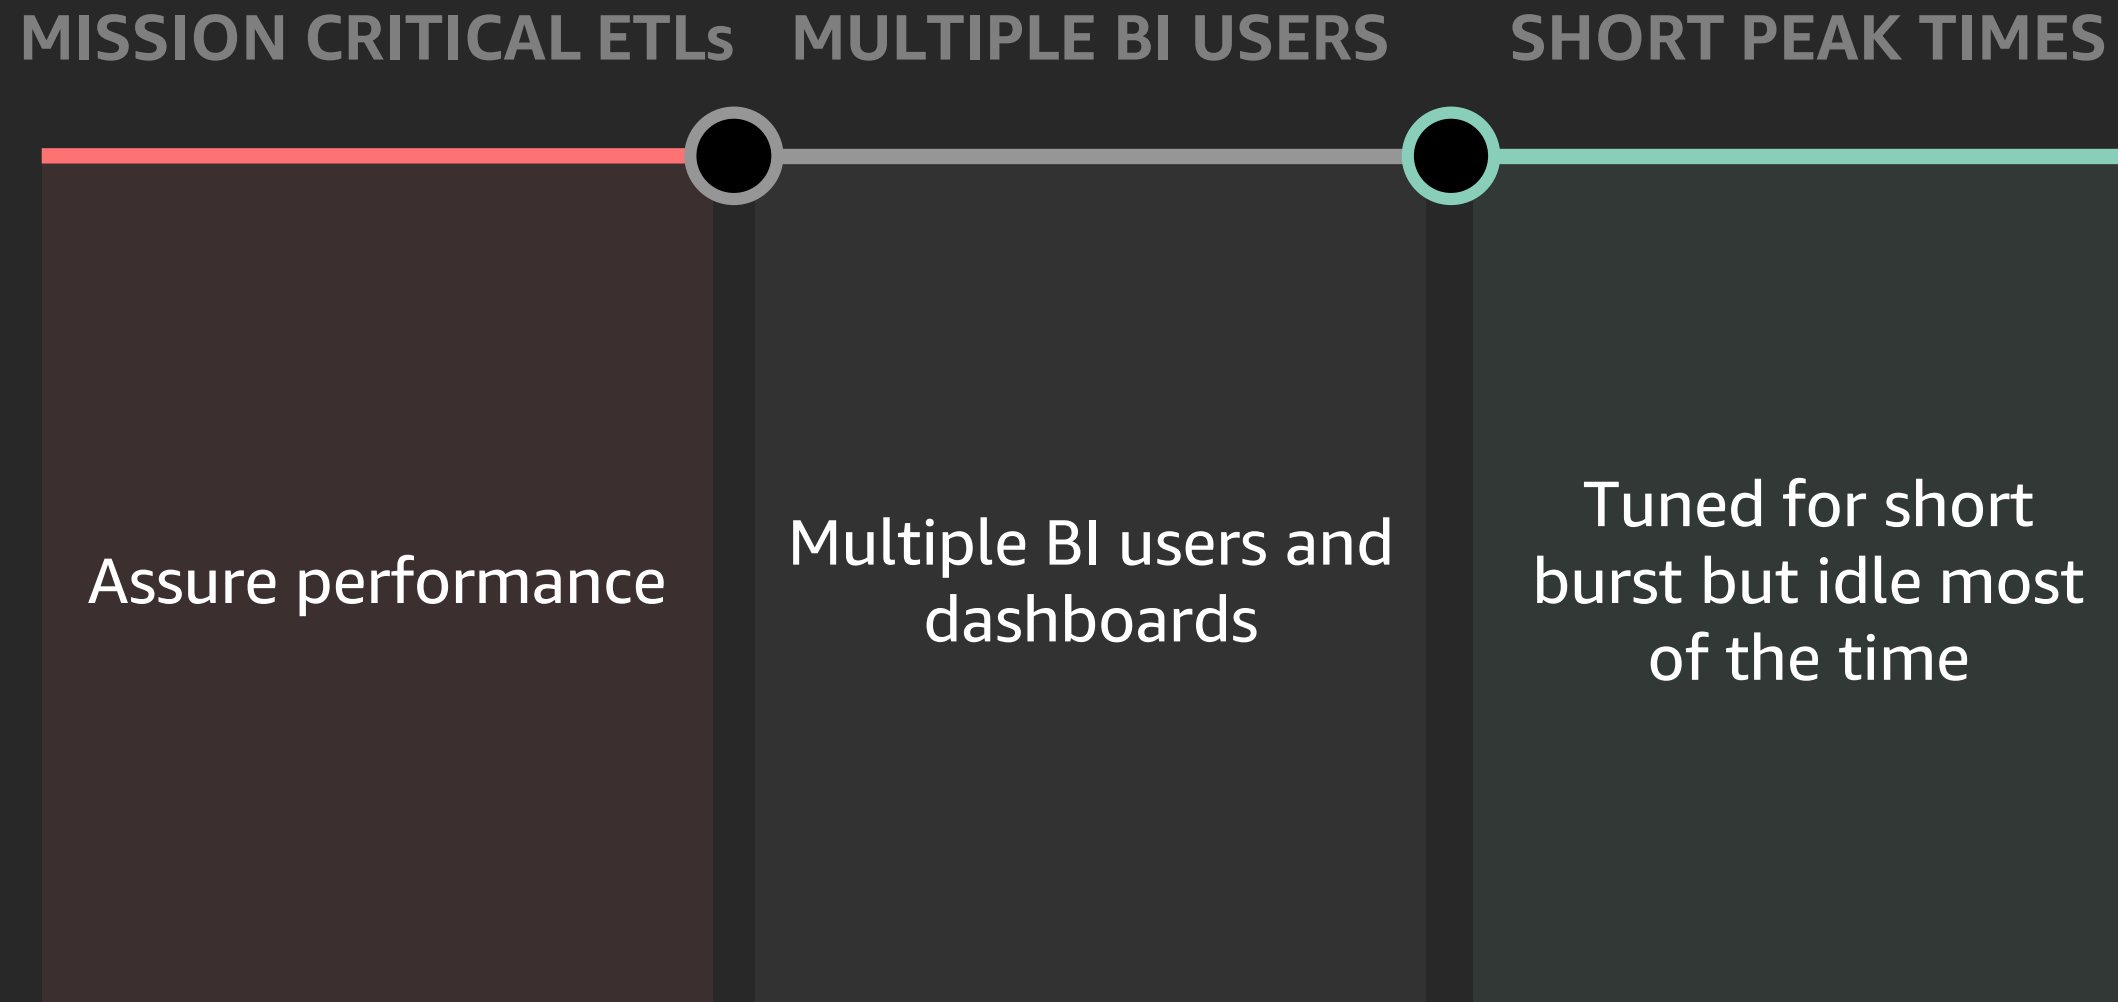 MISSION CRITICAL ETLs
MULTIPLE BI USERS
SHORT PEAK TIMES
Assure performance
Multiple BI users and
dashboards
Tuned for short
burst but idle most
of the time